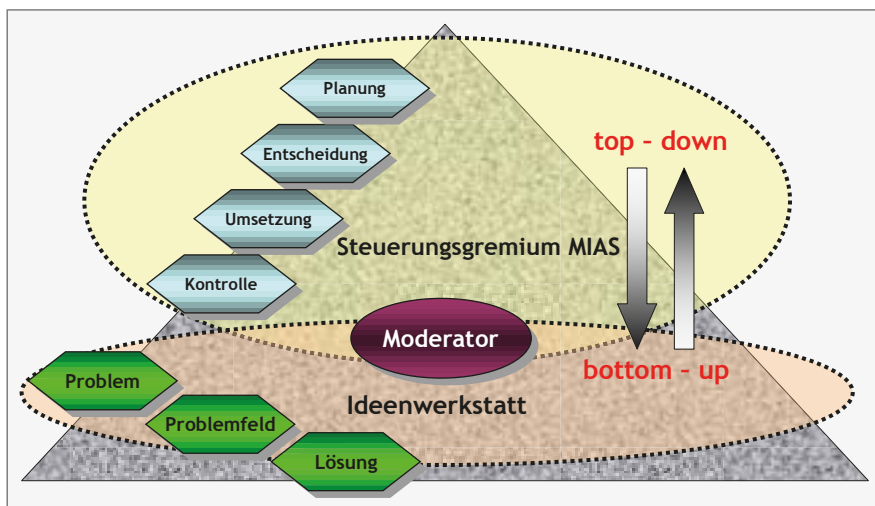 Planung
Entscheidung
top - down
Umsetzung
Steuerungsgremium MIAS
Kontrolle
Moderator
Problem
bottom - up
Ideenwerkstatt
Problemfeld
Lösung